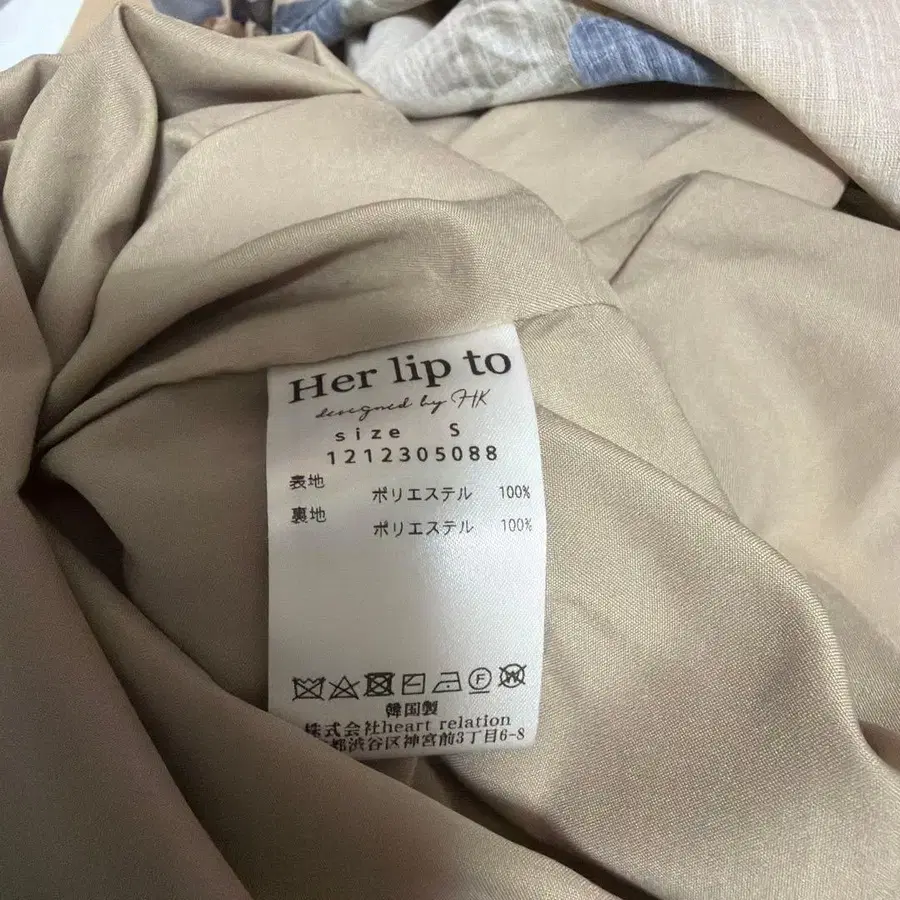 Her lip to
designed by HK
size S
1212305088
表地 ポリエステル 100%
裏地 ポリエステル 100%
F W
韓国製
株式会社heart relation
都渋谷区神宮前3丁目6-8